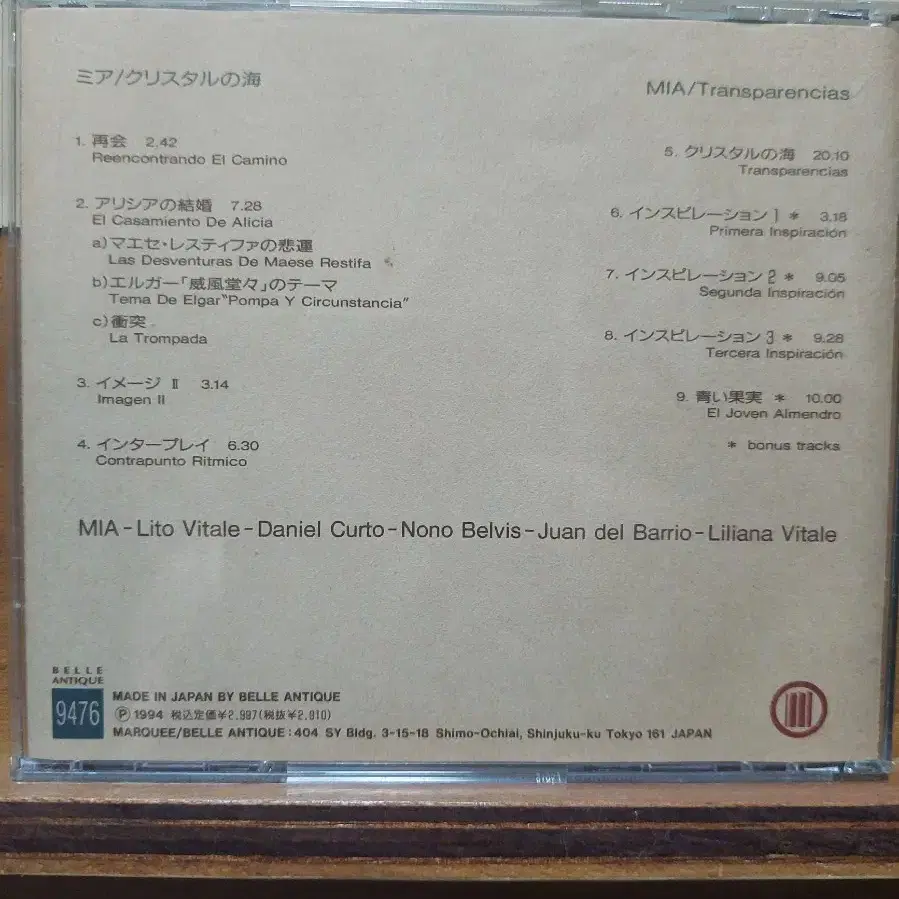 ミア/クリスタルの海
MIA/Transparencias
1. 再会 2.42
Reencontrando El Camino
2. アリシアの結婚 7.28
El Casamiento De Alicia
a)マエセ・レスティファの悲運
Las Desventuras De Maese Restifa
b)エルガー「威風堂々」のテーマ
Tema De Elgar"Pompa Y Circunstancia"
c)衝突
La Trompada
3. イメージ Ⅱ 3.14
Imagen II
4. インタープレイ 6.30
Contrapunto Ritmico
5. クリスタルの海 20.10
Transparencias
6. インスピレーション1 * 3.18
Primera Inspiración
7. インスピレーション2 * 9.05
Segunda Inspiración
8. インスピレーション3 * 9.28
Tercera Inspiración
9. 青い果実 * 10.00
El Joven Almendro
* bonus tracks
MIA-Lito Vitale-Daniel Curto-Nono Belvis-Juan del Barrio-Liliana Vitale
BELLE
ANTIQUE
9476
MADE IN JAPAN BY BELLE ANTIQUE
Ⓟ1994 税込定価¥2,987(税抜¥2,910)
MARQUEE/BELLE ANTIQUE:404 SY Bldg. 3-15-18 Shimo-Ochiai, Shinjuku-ku Tokyo 161 JAPAN